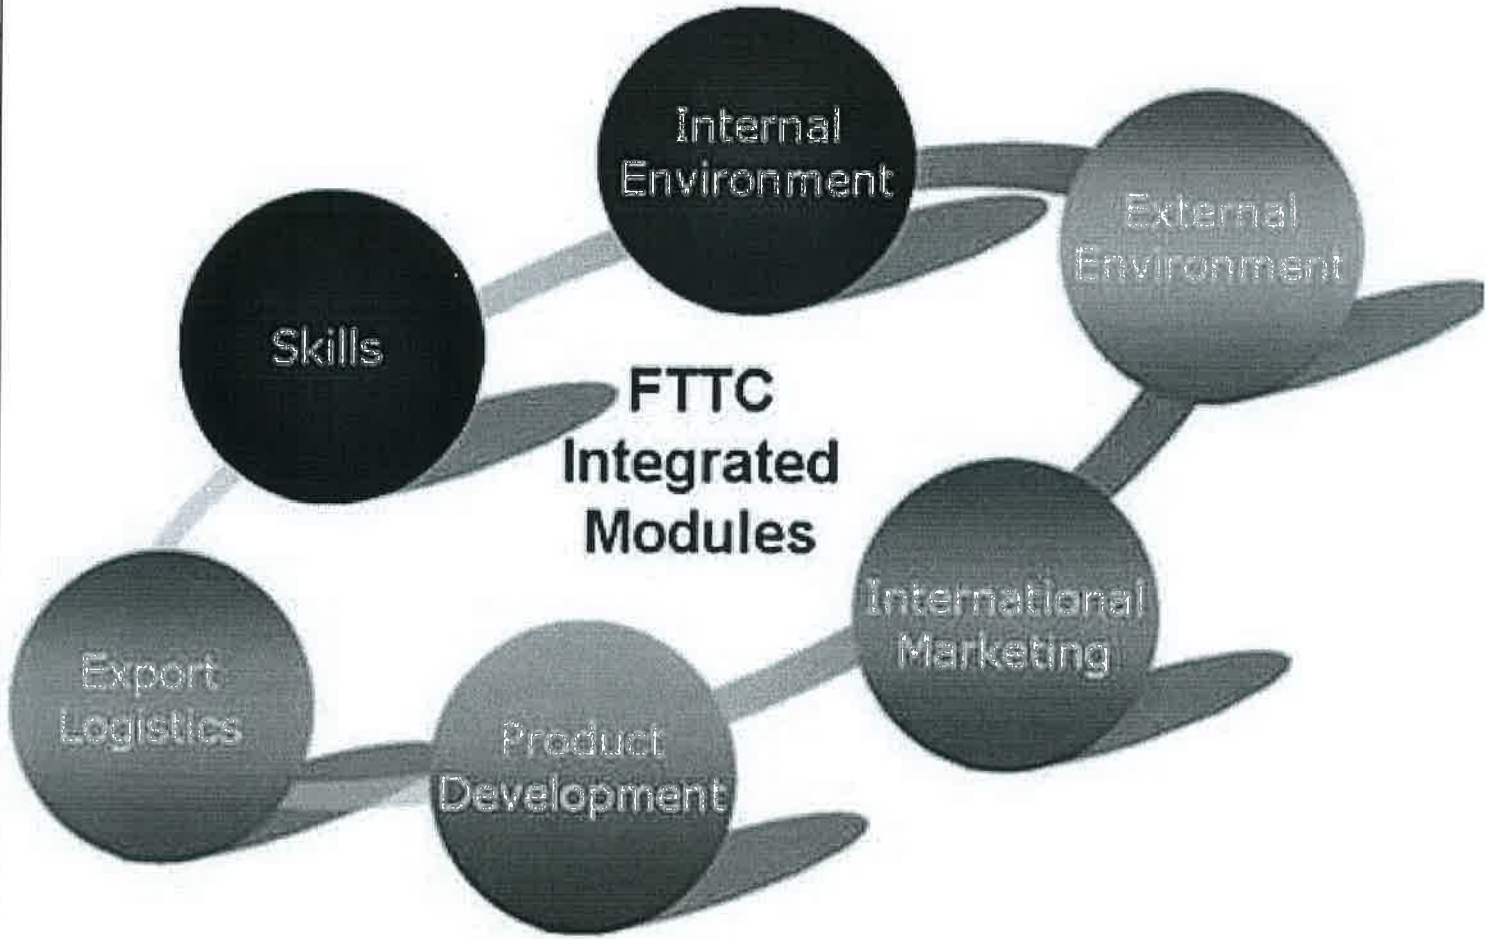 Internal
Environment
External
Environment
Skills
FTTC
Integrated
Modules
International
Marketing
Export
Logistics
Product
Development